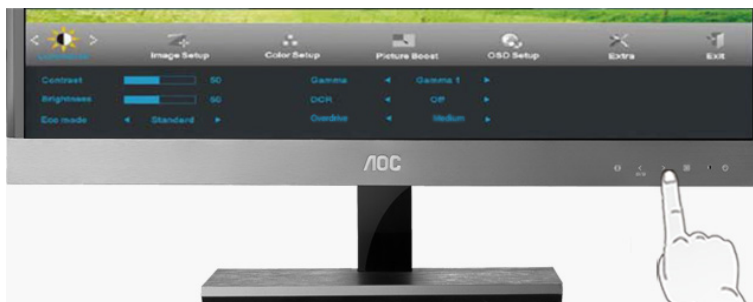 < > Image Setup Color Setup Picture Boost OSD Setup Extra Exit
Contrast 50 Gamma Gamma 1
Brightness 50 DCR Off
Eco mode Standard Overdrive Medium
AOC